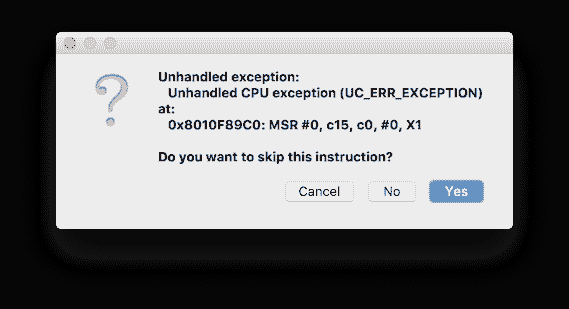 Unhandled exception:
Unhandled CPU exception (UC_ERR_EXCEPTION)
at:
0x8010F89C0: MSR #0, c15, c0, #0, X1
Do you want to skip this instruction?
Cancel
No
Yes